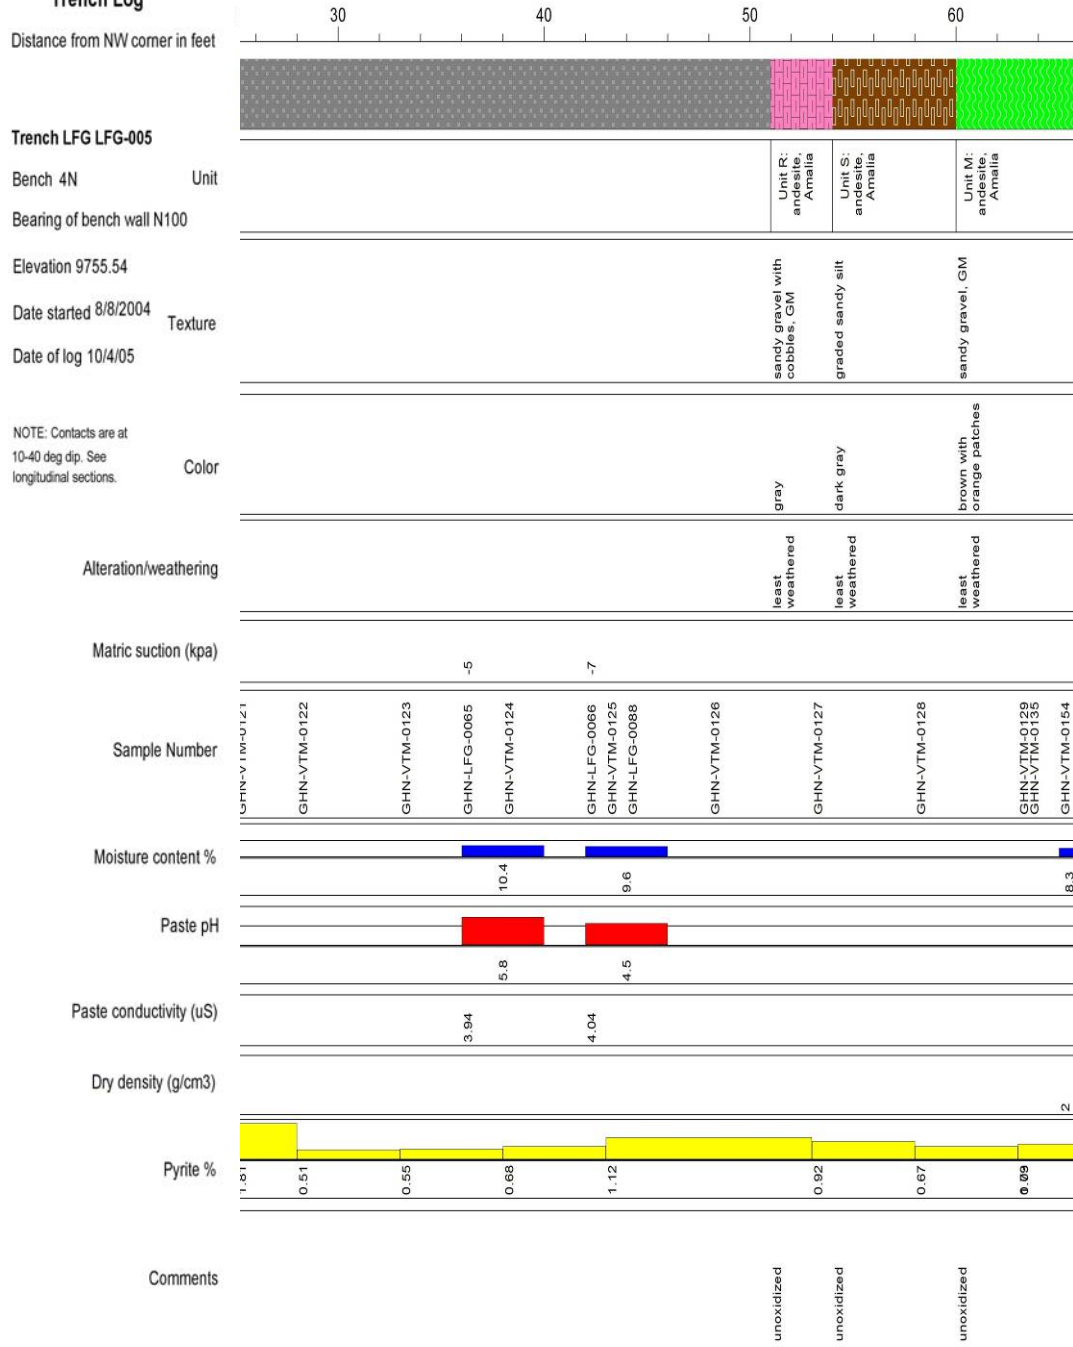 Trench Log
30 40 50 60
Distance from NW corner in feet
Trench LFG LFG-005
Bench 4N
Unit
Bearing of bench wall N100
Unit R:
andesite,
Amalia
Unit S:
andesite,
Amalia
Unit M:
andesite,
Amalia
Elevation 9755.54
Date started 8/8/2004
Texture
Date of log 10/4/05
sandy gravel with
cobbles, GM
graded sandy silt
sandy gravel, GM
NOTE: Contacts are at
10-40 deg dip. See
longitudinal sections.
Color
gray
dark gray
brown with
orange patches
Alteration/weathering
least
weathered
least
weathered
least
weathered
Matric suction (kpa)
-5
-7
Sample Number
GHN-VTM-0121
GHN-VTM-0122
GHN-VTM-0123
GHN-LFG-0065
GHN-VTM-0124
GHN-LFG-0066
GHN-VTM-0125
GHN-LFG-0088
GHN-VTM-0126
GHN-VTM-0127
GHN-VTM-0128
GHN-VTM-0129
GHN-VTM-0135
GHN-VTM-0154
Moisture content %
10.4
9.6
8.3
Paste pH
5.8
4.5
Paste conductivity (uS)
3.94
4.04
Dry density (g/cm3)
2
Pyrite %
1.81
0.51
0.55
0.68
1.12
0.92
0.67
Comments
unoxidized
unoxidized
unoxidized